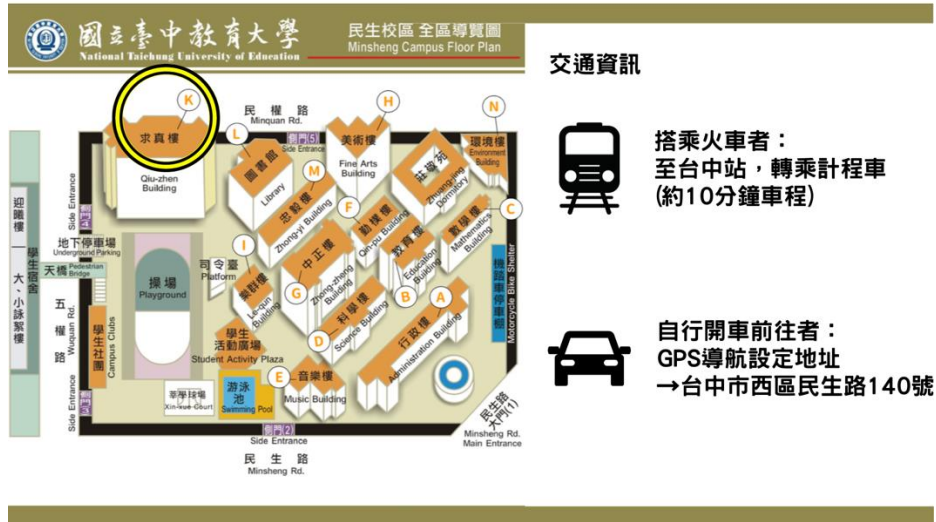 國立臺中教育大學
National Taichung University of Education
民生校區 全區導覽圖
Minsheng Campus Floor Plan
交通資訊
搭乘火車者：
至台中站，轉乘計程車
(約10分鐘車程)
自行開車前往者：
GPS導航設定地址
→台中市西區民生路140號
K
求真樓
Qiu-zhen
Building
民權路
Minquan Rd.
側門(5)
Side Entrance
L
圖書館
Library
M
忠毅樓
Zhong-yi Building
H
美術樓
Fine Arts
Building
莊敬苑
Zhuang-jing
Dormatory
N
環境樓
Environment
Building
C
數學樓
Mathematics
Building
F
勤樸樓
Qin-pu Building
B
教育樓
Education
Building
G
中正樓
Zheng-zheng
Building
I
樂群樓
Le-qun
Building
D
科學樓
Science Building
A
行政樓
Administration Building
E
音樂樓
Music Building
機踏車停車棚
Motorcycle Bike Shelter
司令臺
Platform
操場
Playground
Side Entrance
側門4
地下停車場
Underground Parking
天橋
Pedestrian
Bridge
迎曦樓
學生宿舍
大、小詠絮樓
五權路
Wuquan Rd.
學生社團
Campus Clubs
Side Entrance
側門3
學生
活動廣場
Student Activity Plaza
游泳
池
Swimming Pool
Xin-xue Court
側門(2)
Side Entrance
民生路
Minsheng Rd.
民生路
大門(1)
Minsheng Rd.
Main Entrance